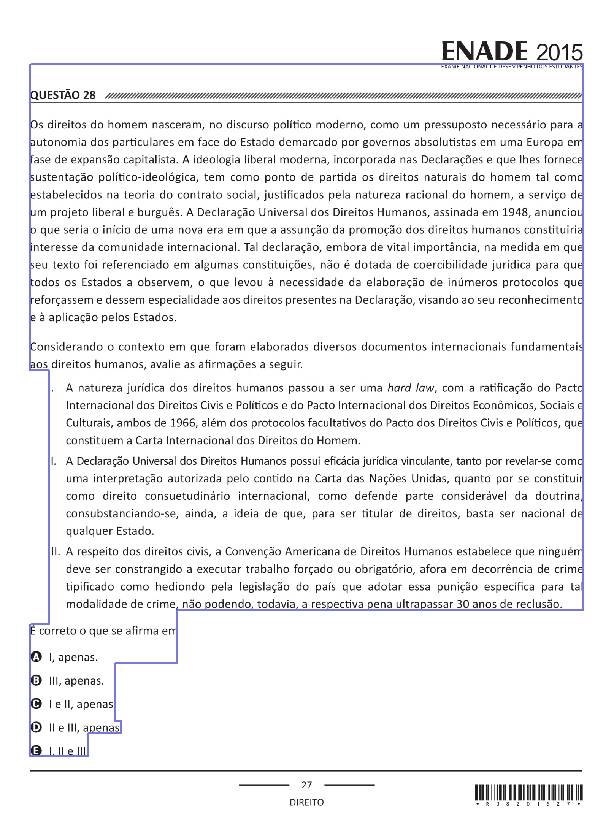 ENADE 2015
EXAME NACIONAL DE DESEMPENHO DOS ESTUDANTES
QUESTÃO 28
Os direitos do homem nasceram, no discurso político moderno, como um pressuposto necessário para a
autonomia dos particulares em face do Estado demarcado por governos absolutistas em uma Europa em
fase de expansão capitalista. A ideologia liberal moderna, incorporada nas Declarações e que lhes fornece
sustentação político-ideológica, tem como ponto de partida os direitos naturais do homem tal como
estabelecidos na teoria do contrato social, justificados pela natureza racional do homem, a serviço de
um projeto liberal e burguês. A Declaração Universal dos Direitos Humanos, assinada em 1948, anunciou
o que seria o início de uma nova era em que a assunção da promoção dos direitos humanos constituiria
interesse da comunidade internacional. Tal declaração, embora de vital importância, na medida em que
seu texto foi referenciado em algumas constituições, não é dotada de coercibilidade jurídica para que
todos os Estados a observem, o que levou à necessidade da elaboração de inúmeros protocolos que
reforçassem e dessem especialidade aos direitos presentes na Declaração, visando ao seu reconhecimento
e à aplicação pelos Estados.
Considerando o contexto em que foram elaborados diversos documentos internacionais fundamentais
aos direitos humanos, avalie as afirmações a seguir.
I. A natureza jurídica dos direitos humanos passou a ser uma hard law, com a ratificação do Pacto
Internacional dos Direitos Civis e Políticos e do Pacto Internacional dos Direitos Econômicos, Sociais e
Culturais, ambos de 1966, além dos protocolos facultativos do Pacto dos Direitos Civis e Políticos, que
constituem a Carta Internacional dos Direitos do Homem.
II. A Declaração Universal dos Direitos Humanos possui eficácia jurídica vinculante, tanto por revelar-se como
uma interpretação autorizada pelo contido na Carta das Nações Unidas, quanto por se constituir
como direito consuetudinário internacional, como defende parte considerável da doutrina,
consubstanciando-se, ainda, a ideia de que, para ser titular de direitos, basta ser nacional de
qualquer Estado.
III. A respeito dos direitos civis, a Convenção Americana de Direitos Humanos estabelece que ninguém
deve ser constrangido a executar trabalho forçado ou obrigatório, afora em decorrência de crime
tipificado como hediondo pela legislação do país que adotar essa punição específica para tal
modalidade de crime, não podendo, todavia, a respectiva pena ultrapassar 30 anos de reclusão.
É correto o que se afirma em
A I, apenas.
B III, apenas.
C I e II, apenas.
D II e III, apenas.
E I, II e III.
27
DIREITO
*R3820152 7*